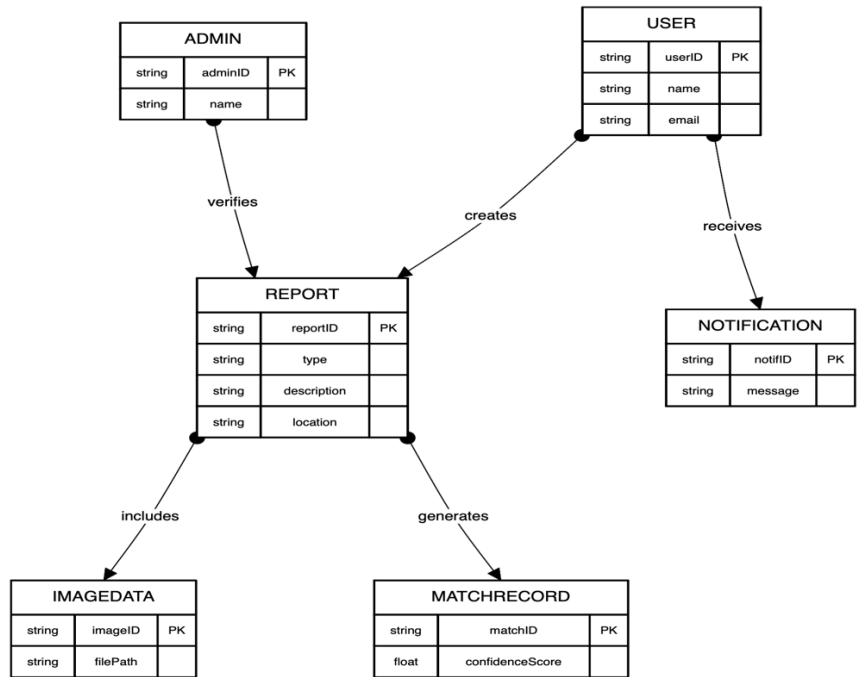 ADMIN
string adminID PK
string name
USER
string userID PK
string name
string email
verifies
creates
receives
REPORT
string reportID PK
string type
string description
string location
NOTIFICATION
string notifID PK
string message
includes
generates
IMAGEDATA
string imageID PK
string filePath
MATCHRECORD
string matchID PK
float confidenceScore